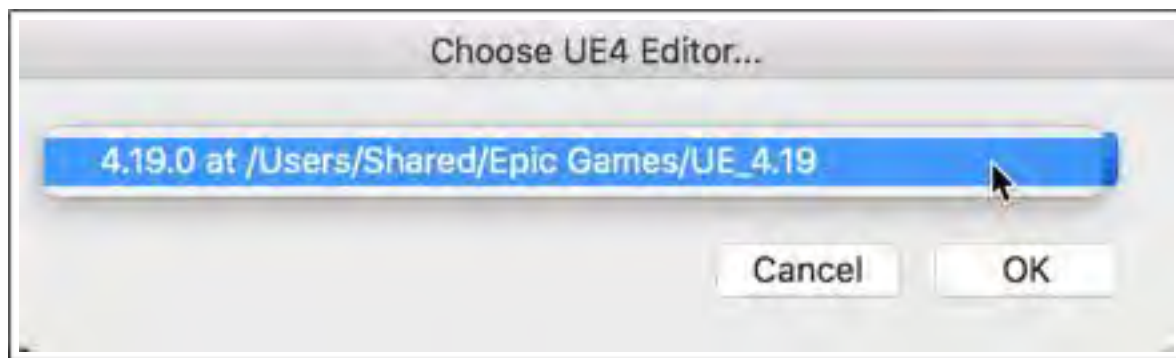 Choose UE4 Editor...
4.19.0 at /Users/Shared/Epic Games/UE_4.19
Cancel OK